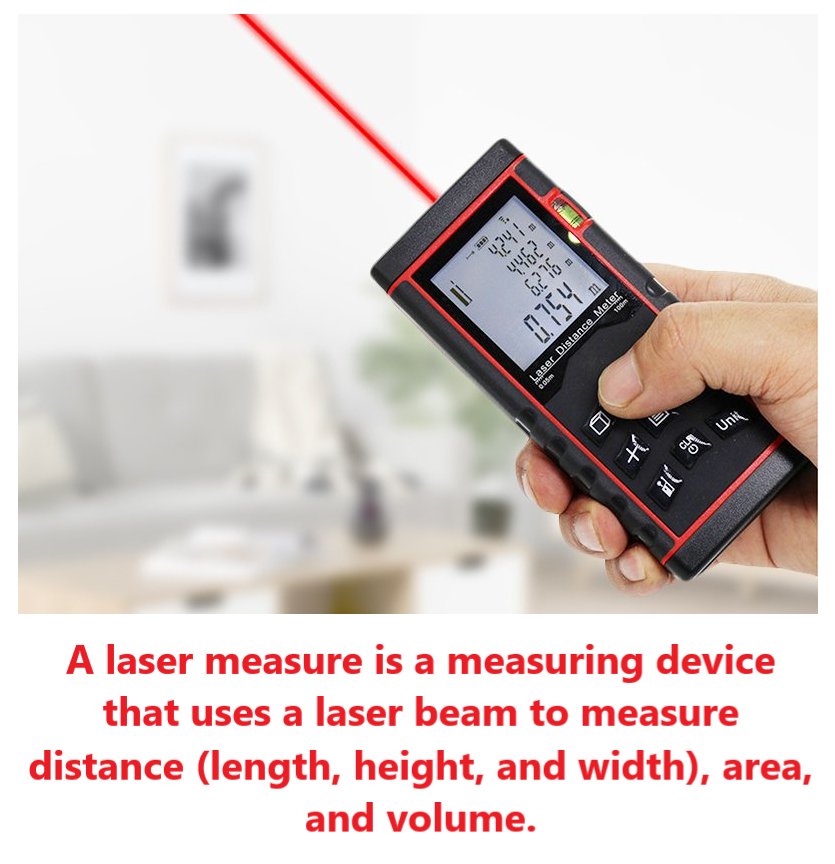 4.241 m
4.462 m
6.276 m
0.754 m
Laser Distance Meter
0.05m
100m
Unit
A laser measure is a measuring device
that uses a laser beam to measure
distance (length, height, and width), area,
and volume.